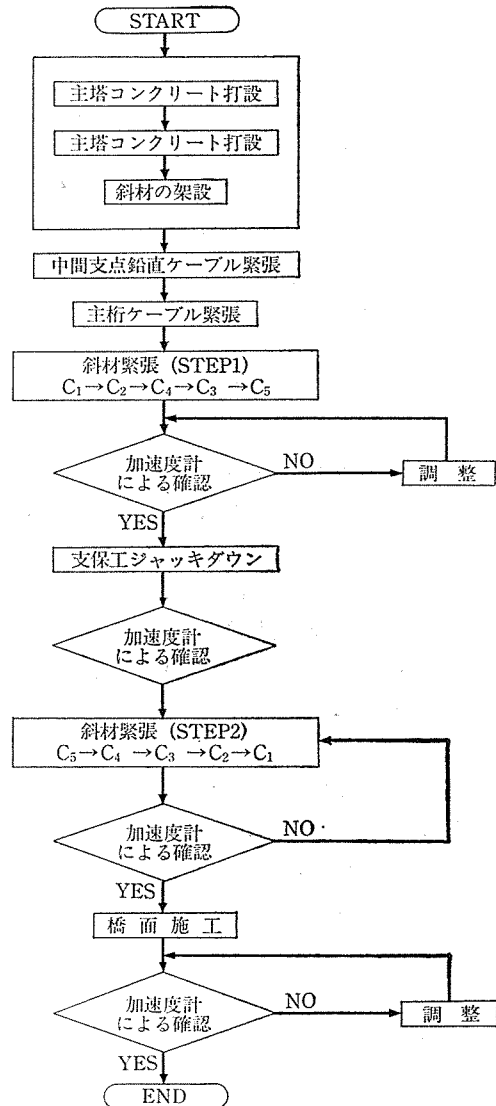 START
主塔コンクリート打設
主塔コンクリート打設
斜材の架設
中間支点鉛直ケーブル緊張
主桁ケーブル緊張
斜材緊張 (STEP1)
C₁→C₂→C₄→C₃→C₅
加速度計
による確認
NO
調整
YES
支保工ジャッキダウン
加速度計
による確認
斜材緊張 (STEP2)
C₅→C₄→C₃→C₂→C₁
加速度計
による確認
NO
YES
橋面施工
加速度計
による確認
NO
調整
YES
END